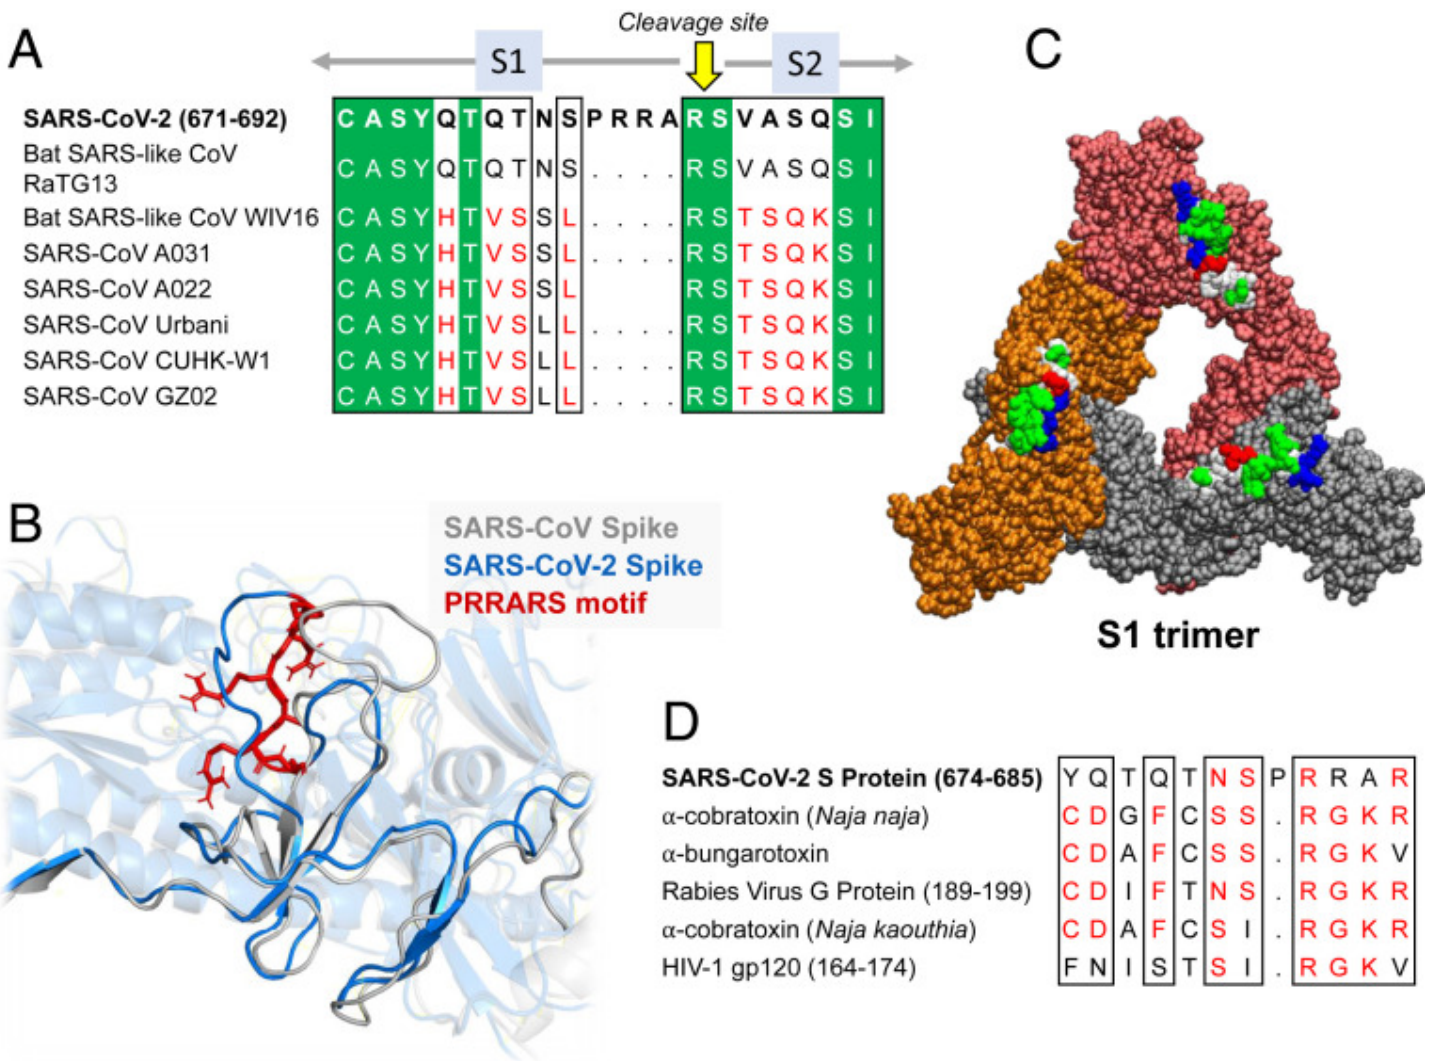 A
Cleavage site
S1
S2
SARS-CoV-2 (671-692)
C A S Y Q T Q T N S P R R A R S V A S Q S I
Bat SARS-like CoV
RaTG13
C A S Y Q T Q T N S . . . . R S V A S Q S I
Bat SARS-like CoV WIV16
C A S Y H T V S S L . . . . R S T S Q K S I
SARS-CoV A031
C A S Y H T V S S L . . . . R S T S Q K S I
SARS-CoV A022
C A S Y H T V S S L . . . . R S T S Q K S I
SARS-CoV Urbani
C A S Y H T V S L L . . . . R S T S Q K S I
SARS-CoV CUHK-W1
C A S Y H T V S L L . . . . R S T S Q K S I
SARS-CoV GZ02
C A S Y H T V S L L . . . . R S T S Q K S I
C
S1 trimer
B
SARS-CoV Spike
SARS-CoV-2 Spike
PRRARS motif
D
SARS-CoV-2 S Protein (674-685)
Y Q T Q T N S P R R A R
α-cobratoxin (Naja naja)
C D G F C S S . R G K R
α-bungarotoxin
C D A F C S S . R G K V
Rabies Virus G Protein (189-199)
C D I F T N S . R G K R
α-cobratoxin (Naja kaouthia)
C D A F C S I . R G K R
HIV-1 gp120 (164-174)
F N I S T S I . R G K V